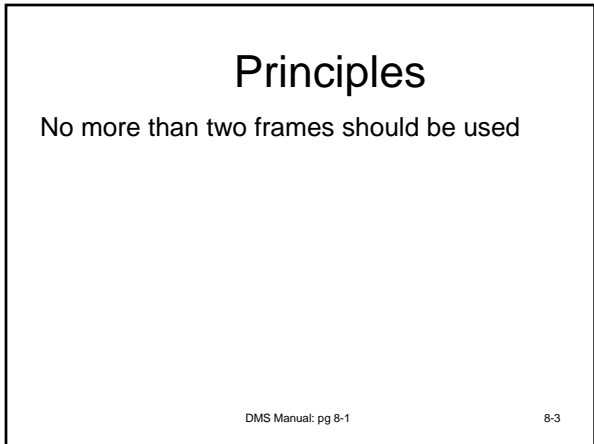 Principles
No more than two frames should be used
DMS Manual: pg 8-1 8-3